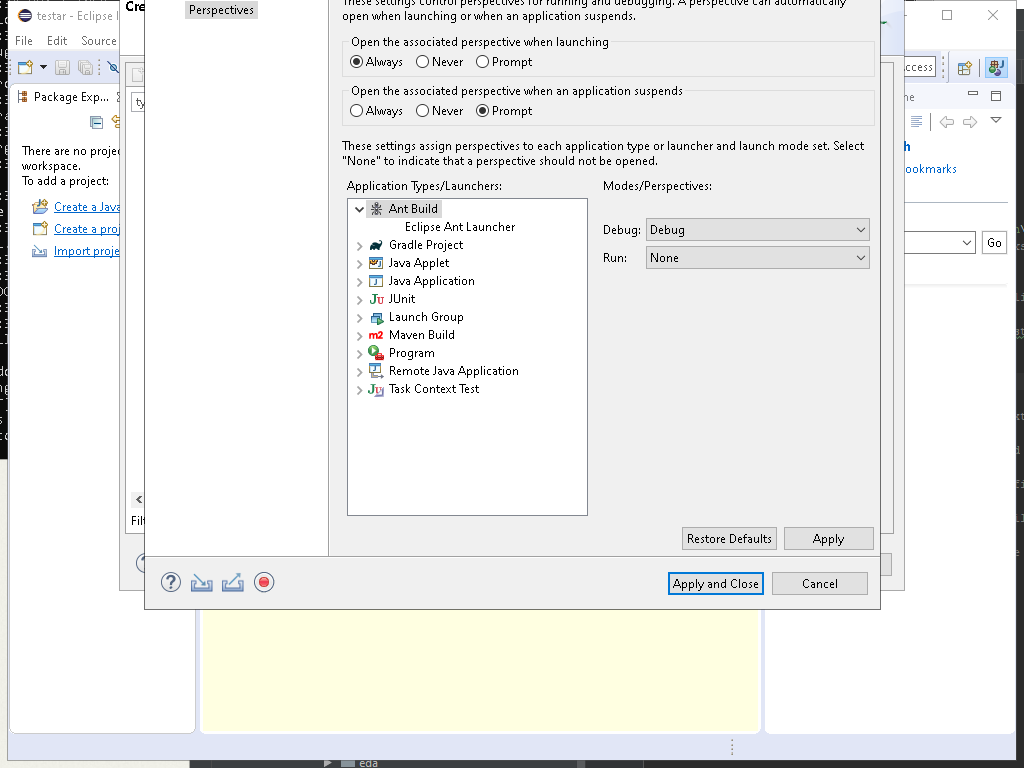 testar - Eclipse
Cre
Perspectives
These settings control perspectives for running and debugging. A perspective can automatically
open when launching or when an application suspends.
File Edit Source
Open the associated perspective when launching
Always Never Prompt
Package Exp...
Open the associated perspective when an application suspends
Always Never Prompt
ty
There are no proje
workspace.
To add a project:
Create a Java
Create a proj
Import proje
These settings assign perspectives to each application type or launcher and launch mode set. Select
"None" to indicate that a perspective should not be opened.
Application Types/Launchers:
Modes/Perspectives:
Ant Build
Eclipse Ant Launcher
Gradle Project
Java Applet
Java Application
JUnit
Launch Group
m2 Maven Build
Program
Remote Java Application
Task Context Test
Debug: Debug
Run: None
ookmarks
Go
Restore Defaults Apply
Apply and Close Cancel
eda